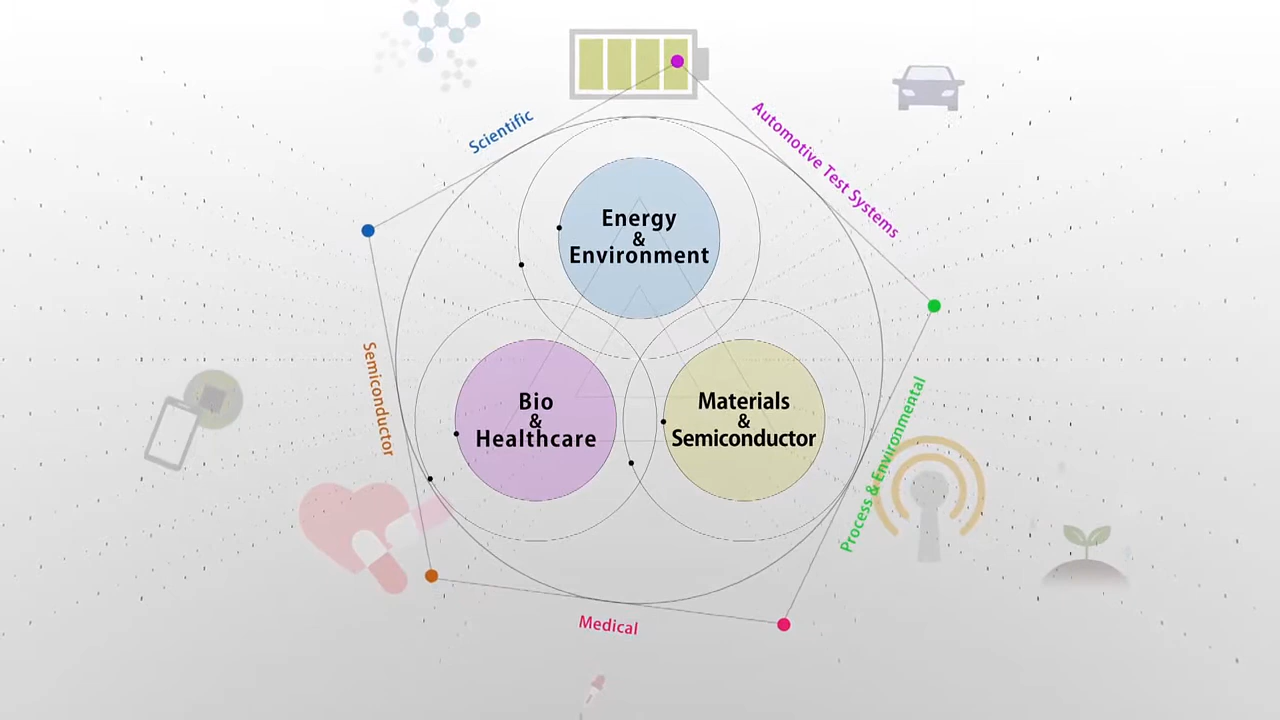 Scientific
Automotive Test Systems
Energy
&
Environment
Semiconductor
Bio
&
Healthcare
Materials
&
Semiconductor
Process & Environmental
Medical